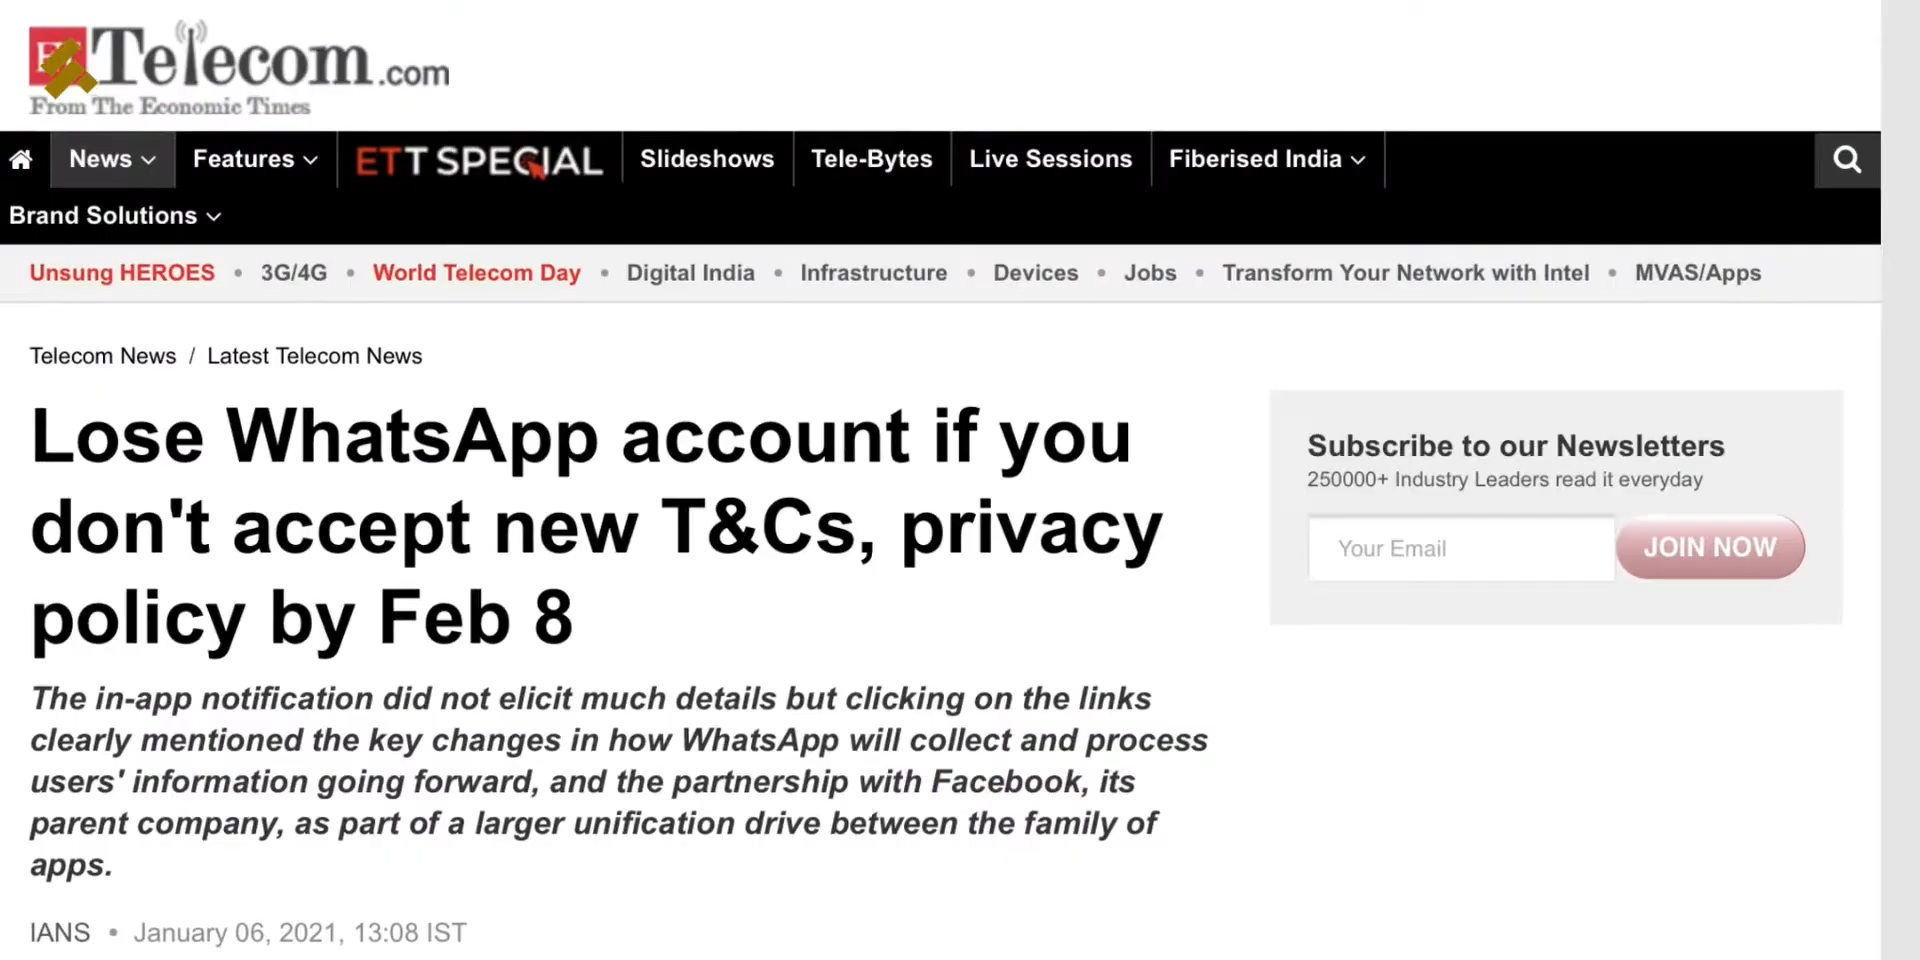 ETTelecom.com
From The Economic Times
News Features ETT SPECIAL Slideshows Tele-Bytes Live Sessions Fiberised India
Brand Solutions
Unsung HEROES • 3G/4G • World Telecom Day • Digital India • Infrastructure • Devices • Jobs • Transform Your Network with Intel • MVAS/Apps
Telecom News / Latest Telecom News
Lose WhatsApp account if you
don't accept new T&Cs, privacy
policy by Feb 8
The in-app notification did not elicit much details but clicking on the links
clearly mentioned the key changes in how WhatsApp will collect and process
users' information going forward, and the partnership with Facebook, its
parent company, as part of a larger unification drive between the family of
apps.
IANS • January 06, 2021, 13:08 IST
Subscribe to our Newsletters
250000+ Industry Leaders read it everyday
Your Email JOIN NOW